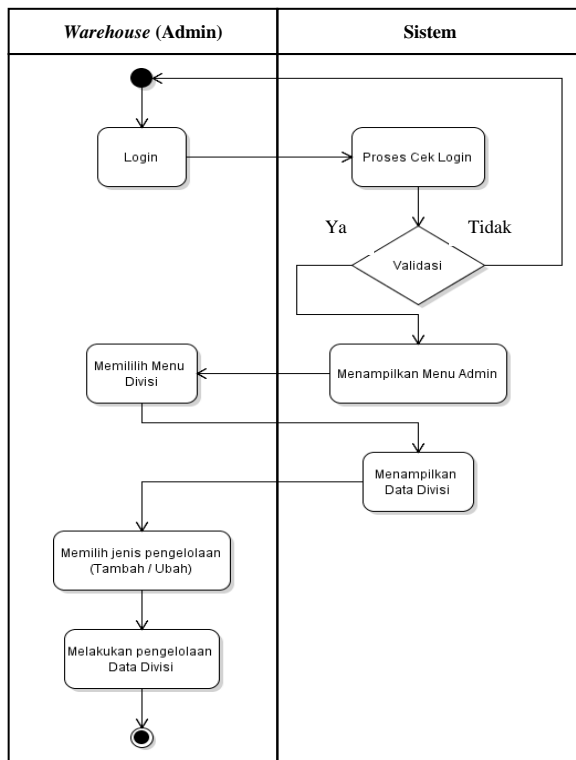 Warehouse (Admin)
Sistem
Login
Proses Cek Login
Ya
Tidak
Validasi
Memililih Menu
Divisi
Menampilkan Menu Admin
Menampilkan
Data Divisi
Memilih jenis pengelolaan
(Tambah / Ubah)
Melakukan pengelolaan
Data Divisi